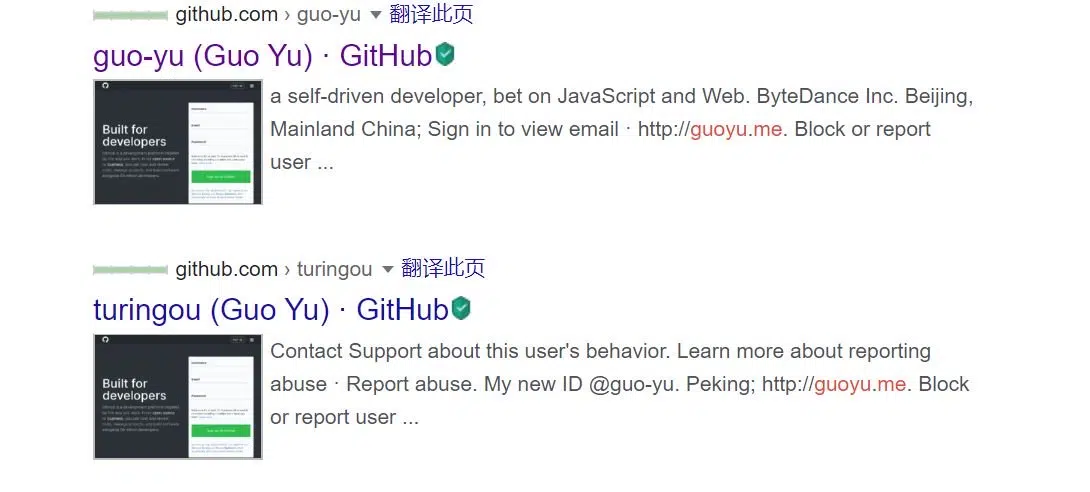 github.com › guo-yu ▼ 翻译此页
guo-yu (Guo Yu) · GitHub
Built for
developers
a self-driven developer, bet on JavaScript and Web. ByteDance Inc. Beijing,
Mainland China; Sign in to view email · http://guoyu.me. Block or report
user ...
github.com › turingou ▼ 翻译此页
turingou (Guo Yu) · GitHub
Built for
developers
Contact Support about this user's behavior. Learn more about reporting
abuse · Report abuse. My new ID @guo-yu. Peking; http://guoyu.me. Block
or report user ...